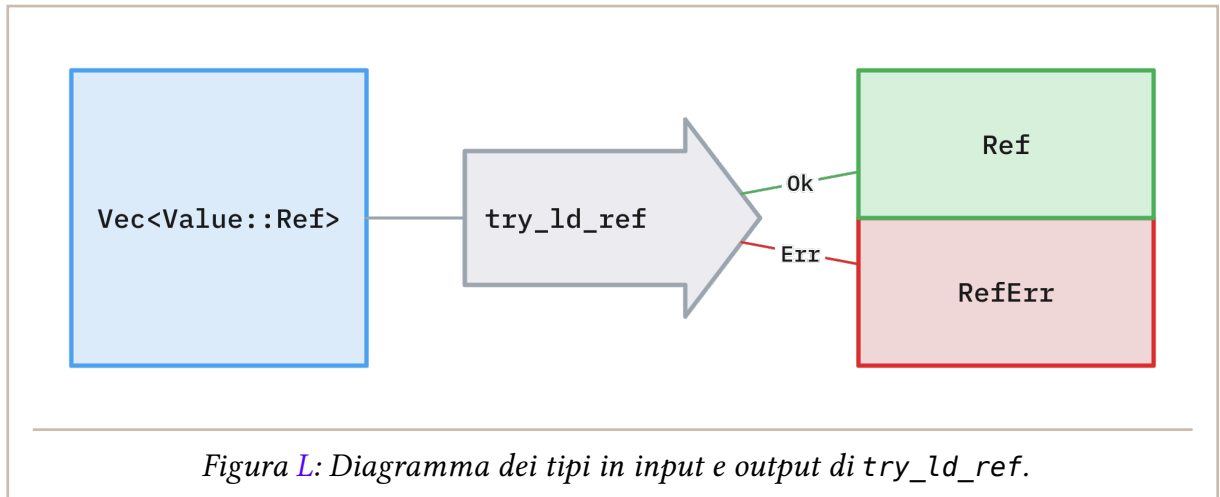 Vec<Value::Ref>
try_ld_ref
Ok
Err
Ref
RefErr
Figura L: Diagramma dei tipi in input e output di try_ld_ref.